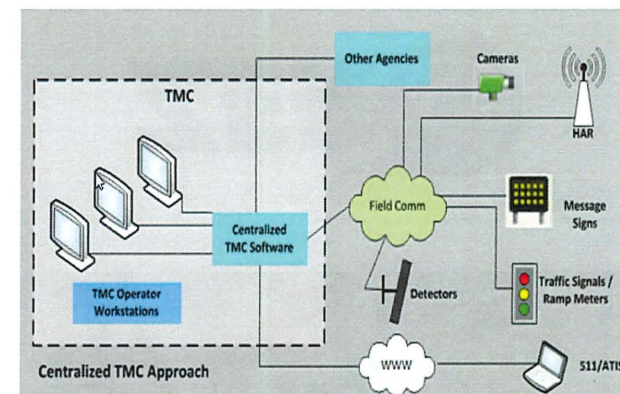 Other Agencies
Cameras
TMC
HAR
Field Comm
Message
Signs
Centralized
TMC Software
TMC Operator
Workstations
Detectors
Traffic Signals /
Ramp Meters
Centralized TMC Approach
WWW
511/ATIS